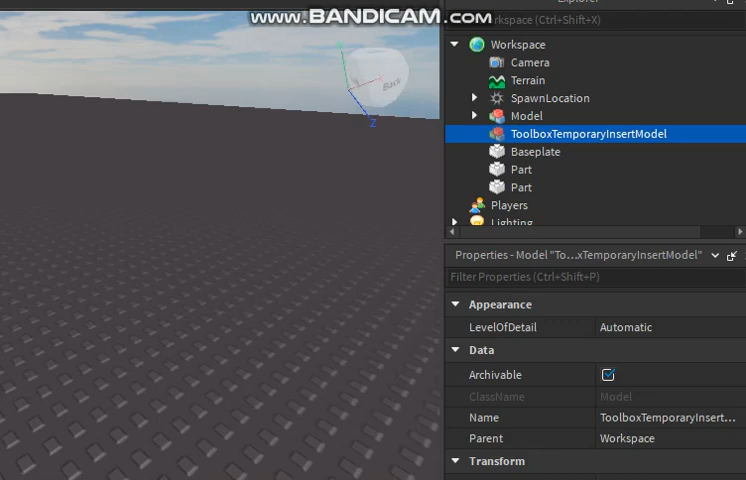 www.BANDICAM.com
Workspace (Ctrl+Shift+X)
Workspace
Camera
Terrain
SpawnLocation
Model
ToolboxTemporaryInsertModel
Baseplate
Part
Part
Players
Lighting
Back
Z
Properties - Model "To...xTemporaryInsertModel"
Filter Properties (Ctrl+Shift+P)
Appearance
LevelOfDetail Automatic
Data
Archivable
ClassName Model
Name ToolboxTemporaryInsert...
Parent Workspace
Transform